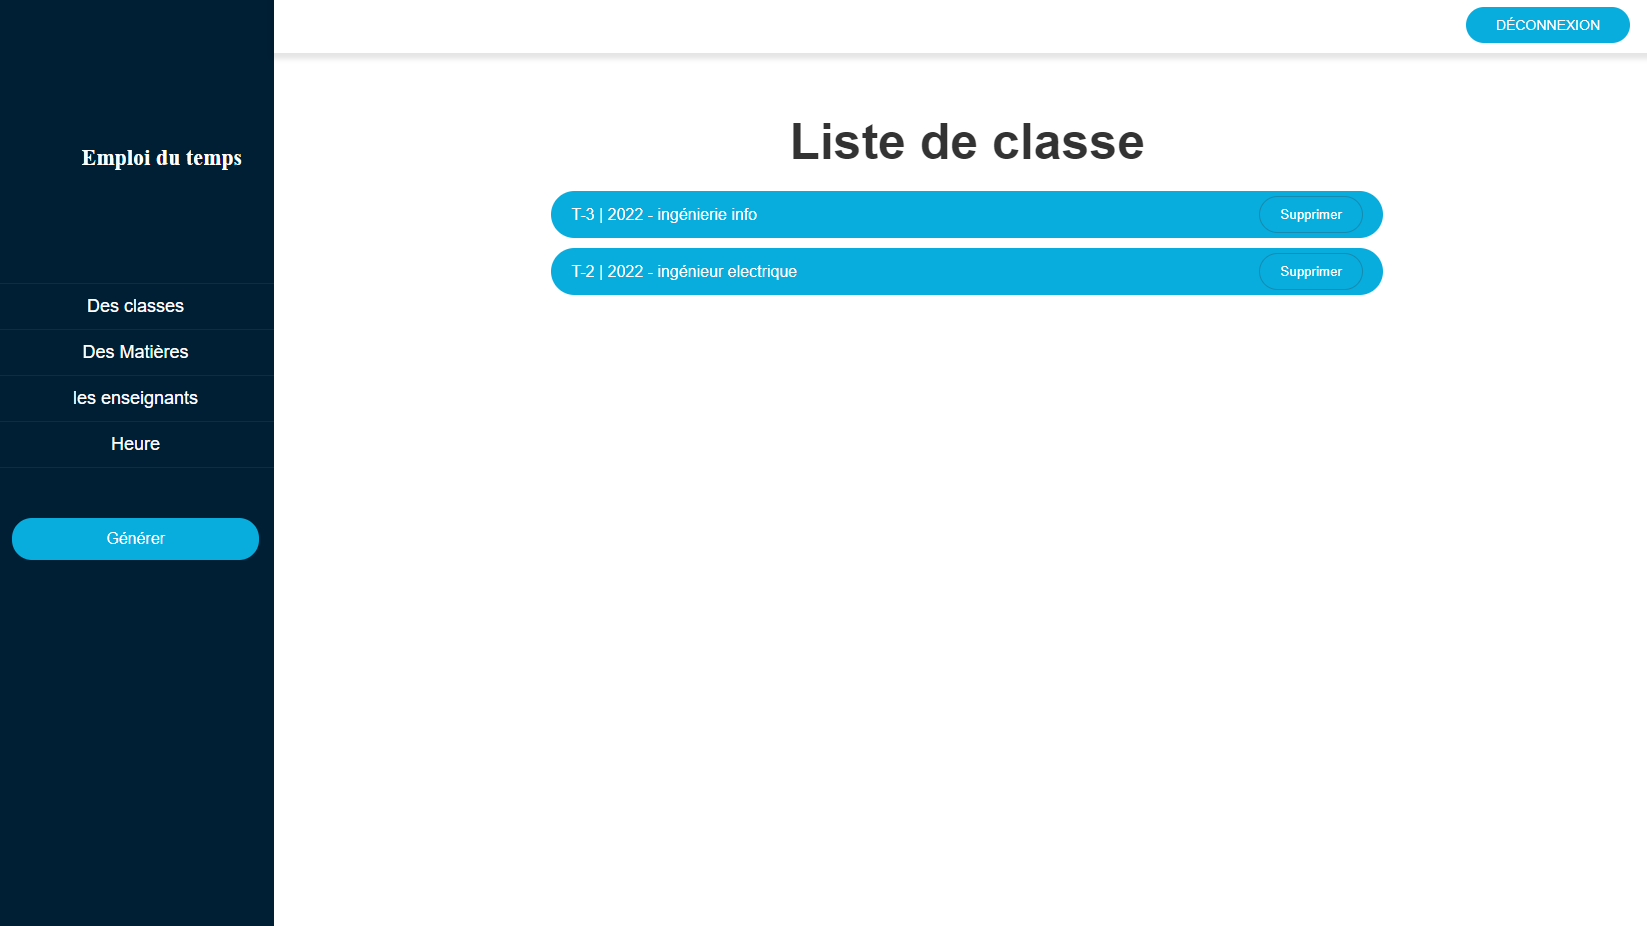 DÉCONNEXION
Emploi du temps
Des classes
Des Matières
les enseignants
Heure
Générer
Liste de classe
T-3 | 2022 - ingénierie info
Supprimer
T-2 | 2022 - ingénieur electrique
Supprimer